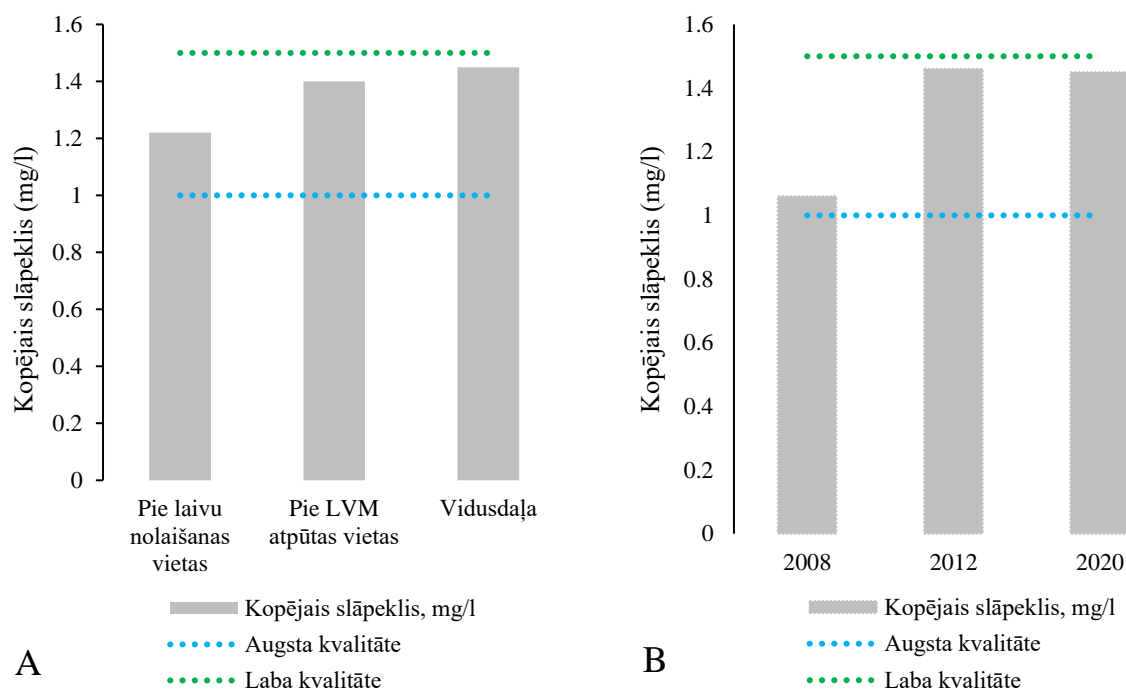 Kopējais slāpeklis (mg/l)
1.6
1.4
1.2
1
0.8
0.6
0.4
0.2
0
Pie laivu
nolaišanas
vietas
Pie LVM
atpūtas vietas
Vidusdaļa
Kopējais slāpeklis, mg/l
Augsta kvalitāte
Laba kvalitāte
A
Kopējais slāpeklis (mg/l)
1.6
1.4
1.2
1
0.8
0.6
0.4
0.2
0
2008
2012
2020
Kopējais slāpeklis, mg/l
Augsta kvalitāte
Laba kvalitāte
B